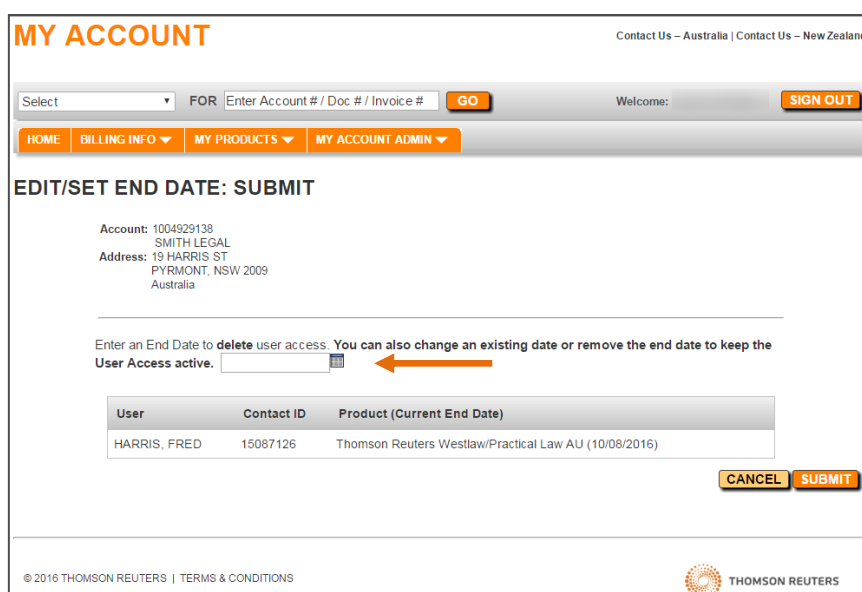 MY ACCOUNT
Contact Us – Australia | Contact Us – New Zealand
Select FOR Enter Account # / Doc # / Invoice # GO Welcome: SIGN OUT
HOME BILLING INFO MY PRODUCTS MY ACCOUNT ADMIN
EDIT/SET END DATE: SUBMIT
Account: 1004929138
SMITH LEGAL
Address: 19 HARRIS ST
PYRMONT, NSW 2009
Australia
Enter an End Date to delete user access. You can also change an existing date or remove the end date to keep the
User Access active.
User Contact ID Product (Current End Date)
HARRIS, FRED 15087126 Thomson Reuters Westlaw/Practical Law AU (10/08/2016)
CANCEL SUBMIT
© 2016 THOMSON REUTERS | TERMS & CONDITIONS
THOMSON REUTERS